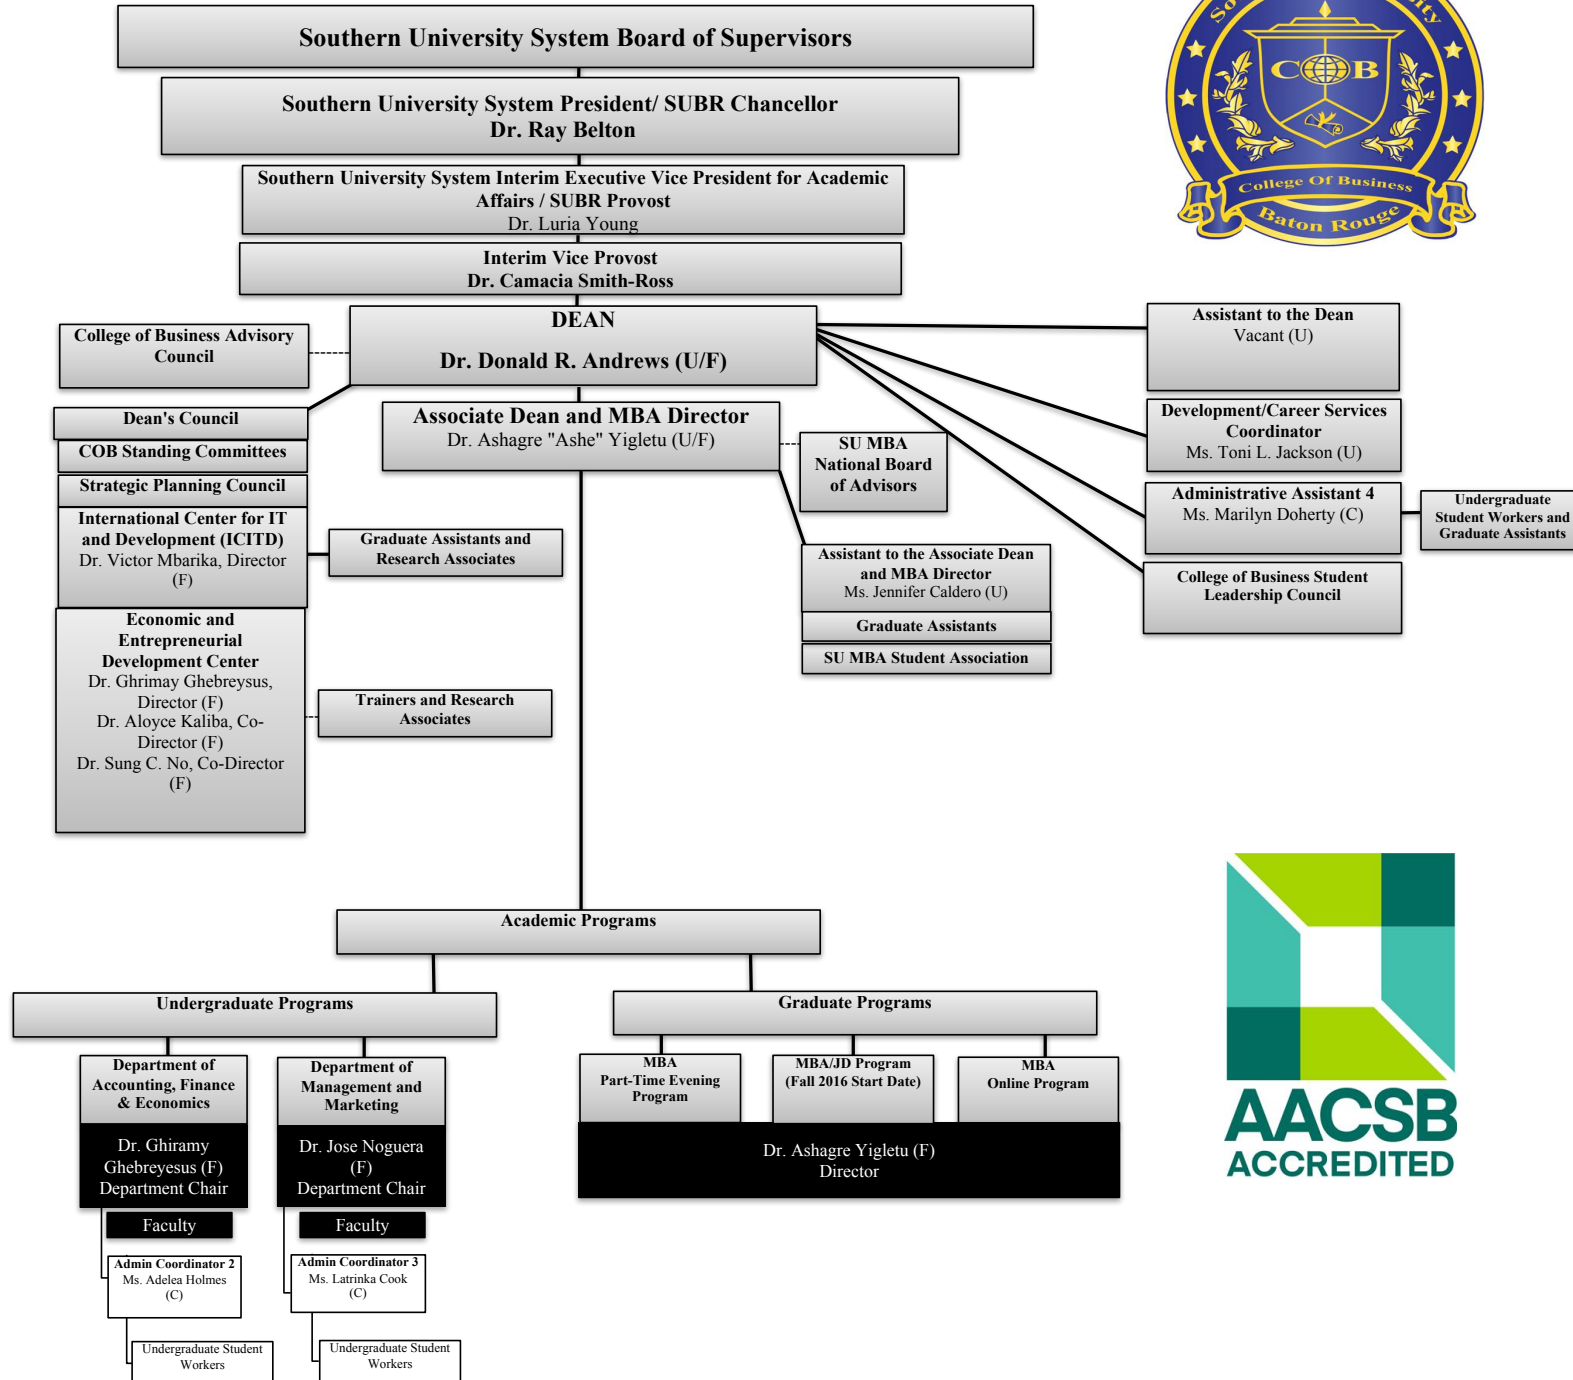 Southern University System Board of Supervisors
Southern University System President/ SUBR Chancellor
Dr. Ray Belton
Southern University System Interim Executive Vice President for Academic
Affairs / SUBR Provost
Dr. Luria Young
Interim Vice Provost
Dr. Camacia Smith-Ross
C O B
College Of Business
Baton Rouge
DEAN
Dr. Donald R. Andrews (U/F)
College of Business Advisory
Council
Dean's Council
COB Standing Committees
Strategic Planning Council
International Center for IT
and Development (ICITD)
Dr. Victor Mbarika, Director
(F)
Graduate Assistants and
Research Associates
Economic and
Entrepreneurial
Development Center
Dr. Ghrimay Ghebreysus,
Director (F)
Dr. Aloyce Kaliba, Co-
Director (F)
Dr. Sung C. No, Co-Director
(F)
Trainers and Research
Associates
Associate Dean and MBA Director
Dr. Ashagre "Ashe" Yigletu (U/F)
SU MBA
National Board
of Advisors
Assistant to the Associate Dean
and MBA Director
Ms. Jennifer Caldero (U)
Graduate Assistants
SU MBA Student Association
Assistant to the Dean
Vacant (U)
Development/Career Services
Coordinator
Ms. Toni L. Jackson (U)
Administrative Assistant 4
Ms. Marilyn Doherty (C)
Undergraduate
Student Workers and
Graduate Assistants
College of Business Student
Leadership Council
Academic Programs
Undergraduate Programs
Department of
Accounting, Finance
& Economics
Dr. Ghiramy
Ghebreyesus (F)
Department Chair
Faculty
Admin Coordinator 2
Ms. Adelea Holmes
(C)
Undergraduate Student
Workers
Department of
Management and
Marketing
Dr. Jose Noguera
(F)
Department Chair
Faculty
Admin Coordinator 3
Ms. Latrinka Cook
(C)
Undergraduate Student
Workers
Graduate Programs
MBA
Part-Time Evening
Program
MBA/JD Program
(Fall 2016 Start Date)
MBA
Online Program
Dr. Ashagre Yigletu (F)
Director
AACSB
ACCREDITED